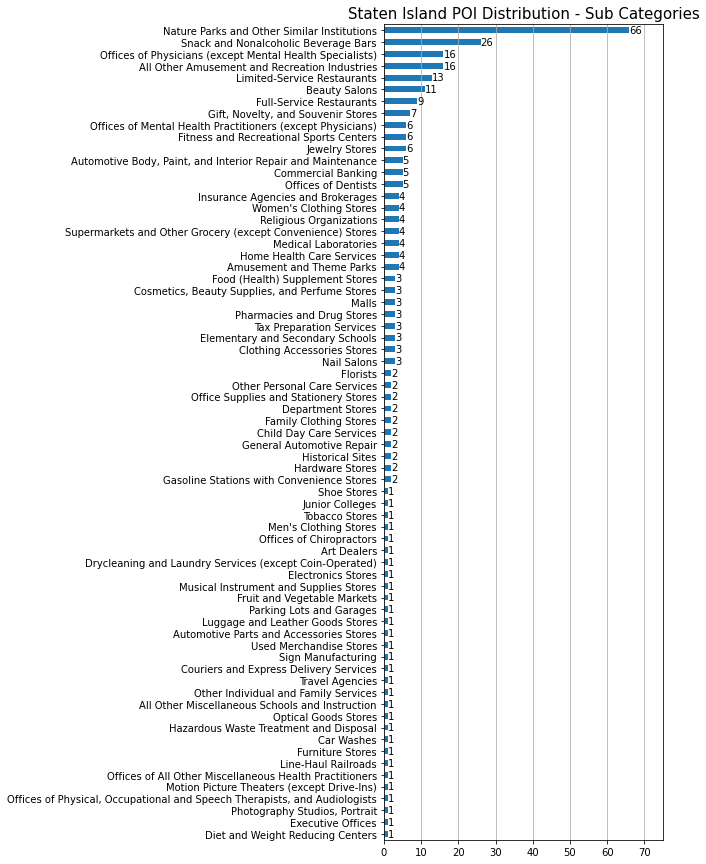 Staten Island POI Distribution - Sub Categories
Nature Parks and Other Similar Institutions 66
Snack and Nonalcoholic Beverage Bars 26
Offices of Physicians (except Mental Health Specialists) 16
All Other Amusement and Recreation Industries 16
Limited-Service Restaurants 13
Beauty Salons 11
Full-Service Restaurants 9
Gift, Novelty, and Souvenir Stores 7
Offices of Mental Health Practitioners (except Physicians) 6
Fitness and Recreational Sports Centers 6
Jewelry Stores 6
Automotive Body, Paint, and Interior Repair and Maintenance 5
Commercial Banking 5
Offices of Dentists 5
Insurance Agencies and Brokerages 4
Women's Clothing Stores 4
Religious Organizations 4
Supermarkets and Other Grocery (except Convenience) Stores 4
Medical Laboratories 4
Home Health Care Services 4
Amusement and Theme Parks 4
Food (Health) Supplement Stores 3
Cosmetics, Beauty Supplies, and Perfume Stores 3
Malls 3
Pharmacies and Drug Stores 3
Tax Preparation Services 3
Elementary and Secondary Schools 3
Clothing Accessories Stores 3
Nail Salons 3
Florists 2
Other Personal Care Services 2
Office Supplies and Stationery Stores 2
Department Stores 2
Family Clothing Stores 2
Child Day Care Services 2
General Automotive Repair 2
Historical Sites 2
Hardware Stores 2
Gasoline Stations with Convenience Stores 2
Shoe Stores 1
Junior Colleges 1
Tobacco Stores 1
Men's Clothing Stores 1
Offices of Chiropractors 1
Art Dealers 1
Drycleaning and Laundry Services (except Coin-Operated) 1
Electronics Stores 1
Musical Instrument and Supplies Stores 1
Fruit and Vegetable Markets 1
Parking Lots and Garages 1
Luggage and Leather Goods Stores 1
Automotive Parts and Accessories Stores 1
Used Merchandise Stores 1
Sign Manufacturing 1
Couriers and Express Delivery Services 1
Travel Agencies 1
Other Individual and Family Services 1
All Other Miscellaneous Schools and Instruction 1
Optical Goods Stores 1
Hazardous Waste Treatment and Disposal 1
Car Washes 1
Furniture Stores 1
Line-Haul Railroads 1
Offices of All Other Miscellaneous Health Practitioners 1
Motion Picture Theaters (except Drive-Ins) 1
Offices of Physical, Occupational and Speech Therapists, and Audiologists 1
Photography Studios, Portrait 1
Executive Offices 1
Diet and Weight Reducing Centers 1
0 10 20 30 40 50 60 70